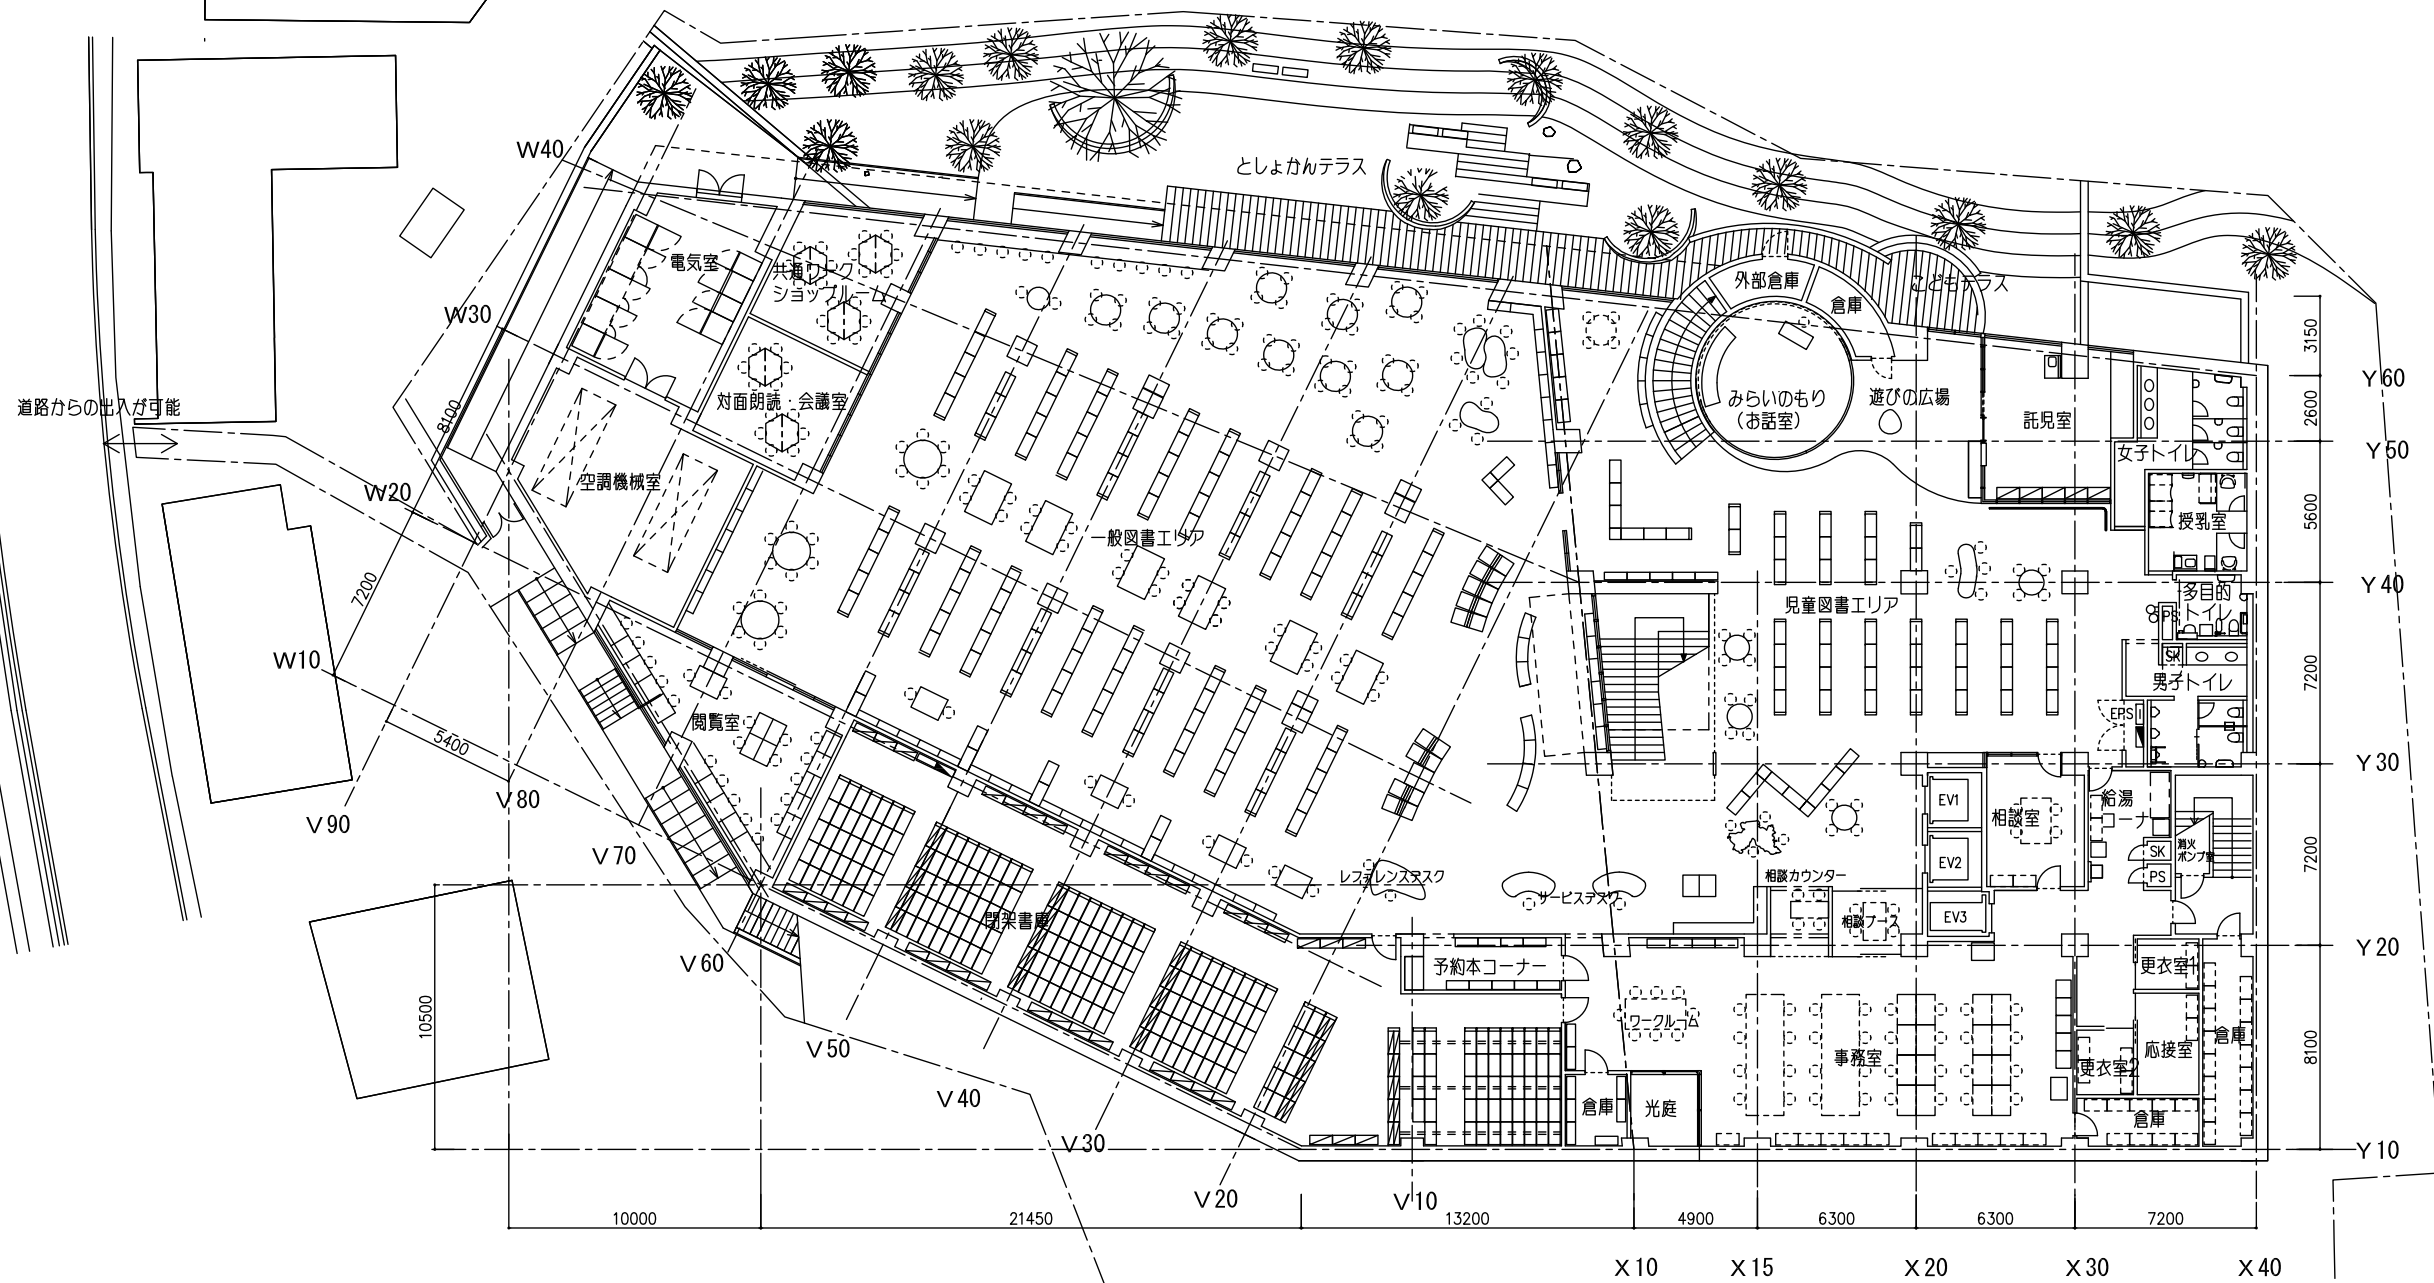 としょかんテラス
W40
電気室
共通ワーク
ショップルーム
外部倉庫
倉庫
こどもテラス
W30
3150
Y60
道路からの出入が可能
8100
対面朗読・会議室
みらいのもり
(お話室)
遊びの広場
託児室
2600
女子トイレ
Y50
空調機械室
W20
一般図書エリア
授乳室
5600
7200
児童図書エリア
多目的
トイレ
PS
Y40
W10
SK
男子トイレ
7200
閲覧室
EPS
5400
Y30
V80
V90
EV1
相談室
給湯
コーナー
V70
EV2
SK
消火
ポンプ室
7200
レファレンスデスク
サービスデスク
相談カウンター
PS
閉架書庫
相談ブース
EV3
Y20
V60
予約本コーナー
更衣室1
10500
ワークルーム
V50
事務室
応接室
倉庫
8100
更衣室2
V40
倉庫
光庭
倉庫
V30
Y10
V20
V10
10000
21450
13200
4900
6300
6300
7200
X10
X15
X20
X30
X40